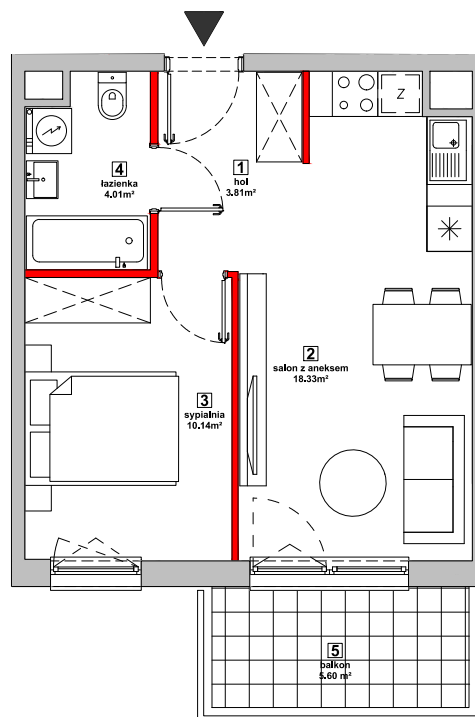 Z
1
hol
3.81m²
4
łazienka
4.01m²
2
salon z aneksem
18.33m²
3
sypialnia
10.14m²
5
balkon
5.60 m²